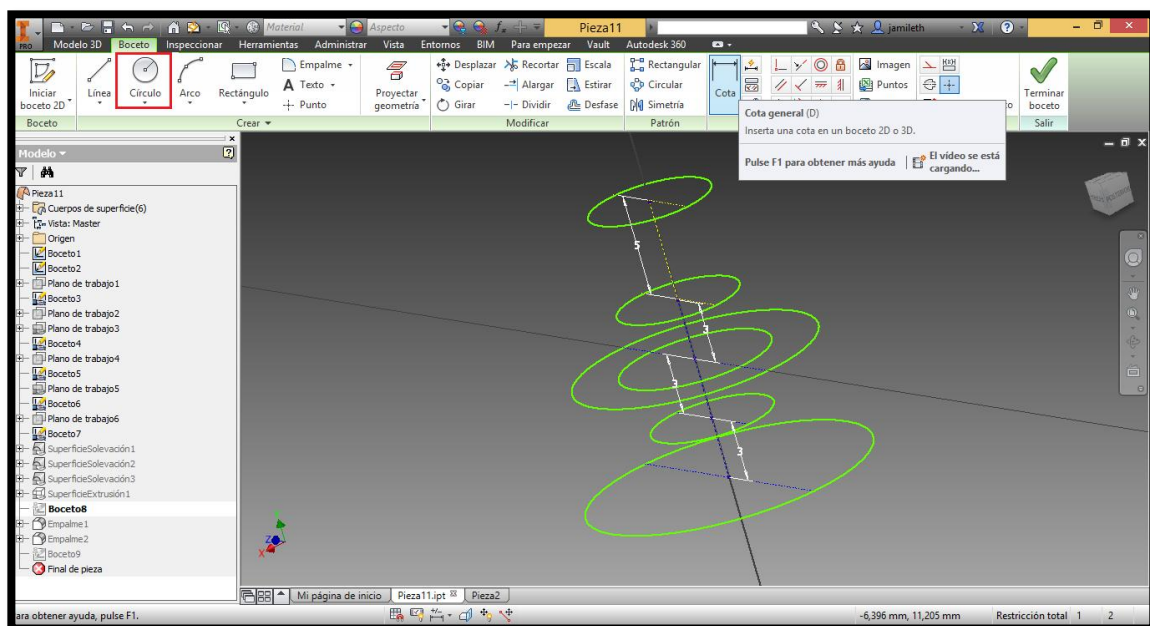 PRO
Material
Aspecto
Pieza11
jamileth
Modelo 3D Boceto Inspeccionar Herramientas Administrar Vista Entornos BIM Para empezar Vault Autodesk 360
Iniciar boceto 2D
Línea
Círculo
Arco
Rectángulo
Empalme
Texto
Punto
Proyectar geometría
Desplazar Recortar Escala
Copiar Alargar Estirar
Girar Dividir Desfase
Rectangular
Circular
Simetría
Cota
Imagen
Puntos
Terminar boceto
Boceto Crear Modificar Patrón Salir
Cota general (D)
Inserta una cota en un boceto 2D o 3D.
Pulse F1 para obtener más ayuda
El vídeo se está
cargando...
Modelo
Pieza11
Cuerpos de superficie(6)
Vista: Master
Origen
Boceto1
Boceto2
Plano de trabajo1
Boceto3
Plano de trabajo2
Plano de trabajo3
Boceto4
Plano de trabajo4
Boceto5
Plano de trabajo5
Boceto6
Plano de trabajo6
Boceto7
SuperficieSolevación1
SuperficieSolevación2
SuperficieSolevación3
SuperficieExtrusión1
Boceto8
Empalme1
Empalme2
Boceto9
Final de pieza
5
3
3
3
Y
Z
X
Mi página de inicio Pieza11.ipt Pieza2
ara obtener ayuda, pulse F1.
-6,396 mm, 11,205 mm Restricción total 1 2